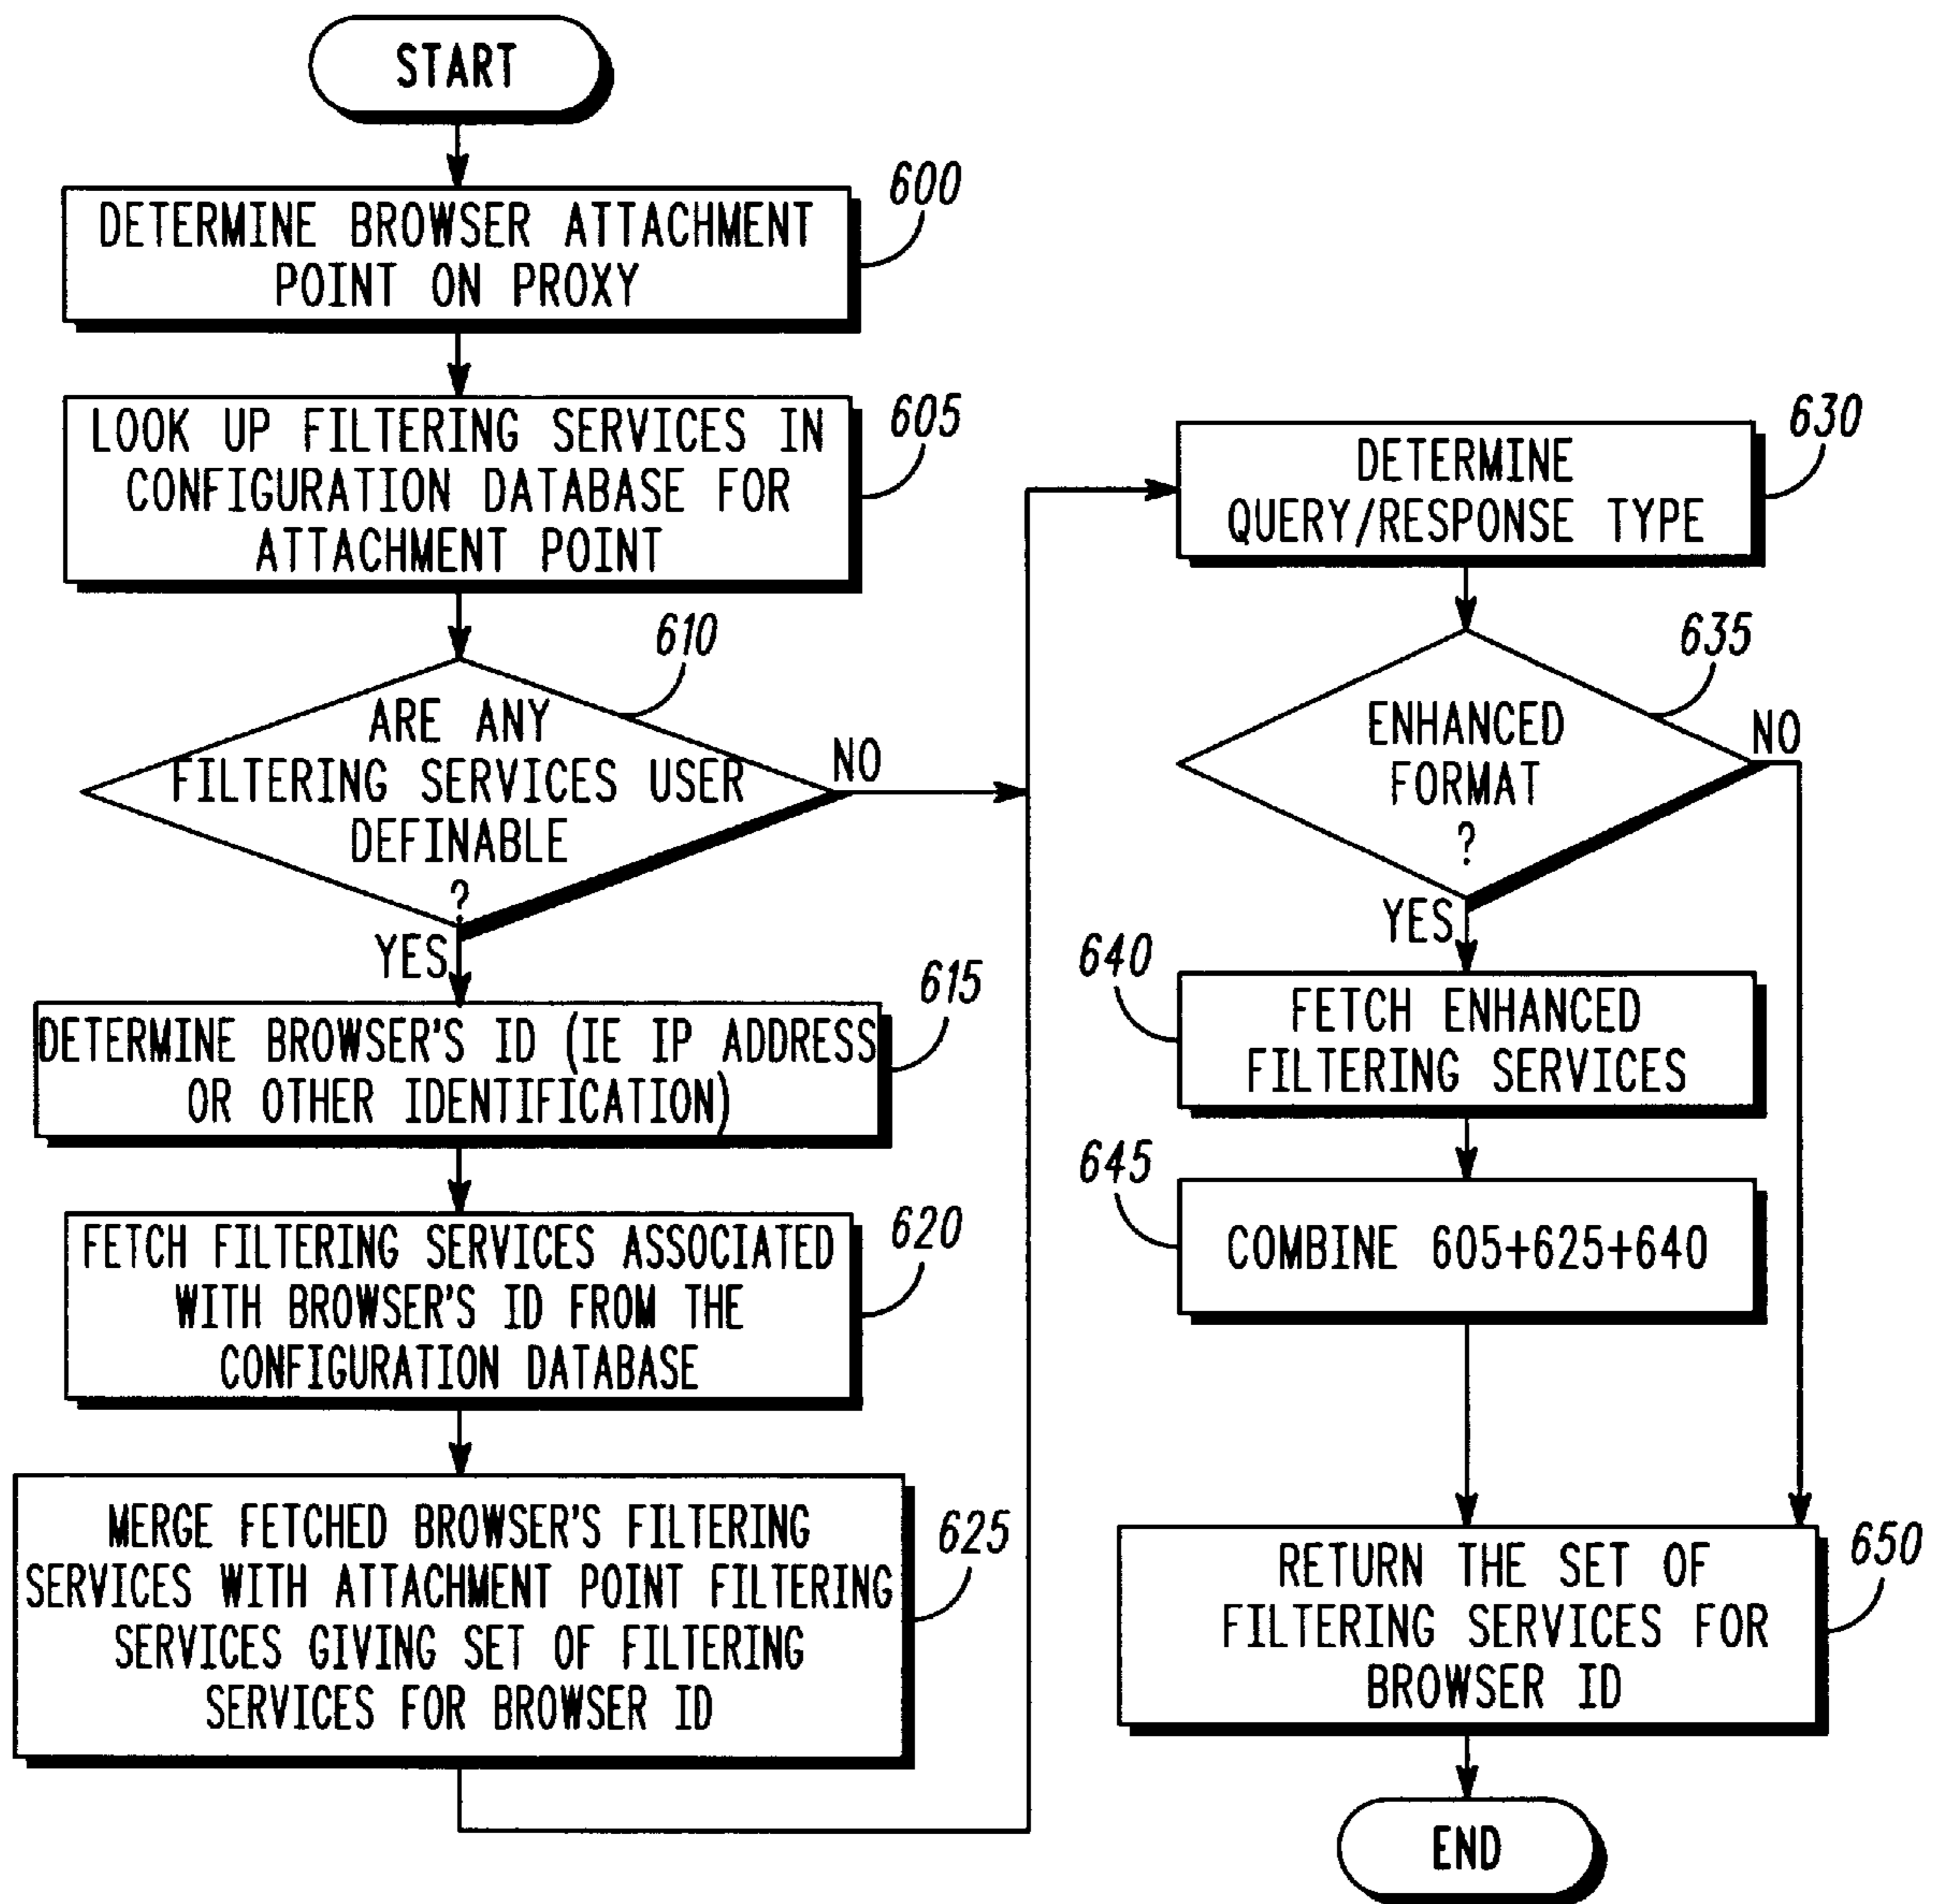 START
600
DETERMINE BROWSER ATTACHMENT
POINT ON PROXY
605
LOOK UP FILTERING SERVICES IN
CONFIGURATION DATABASE FOR
ATTACHMENT POINT
610
ARE ANY
FILTERING SERVICES USER
DEFINABLE
?
NO
YES
615
DETERMINE BROWSER'S ID (IE IP ADDRESS
OR OTHER IDENTIFICATION)
620
FETCH FILTERING SERVICES ASSOCIATED
WITH BROWSER'S ID FROM THE
CONFIGURATION DATABASE
625
MERGE FETCHED BROWSER'S FILTERING
SERVICES WITH ATTACHMENT POINT FILTERING
SERVICES GIVING SET OF FILTERING
SERVICES FOR BROWSER ID
630
DETERMINE
QUERY/RESPONSE TYPE
635
ENHANCED
FORMAT
?
NO
YES
640
FETCH ENHANCED
FILTERING SERVICES
645
COMBINE 605+625+640
650
RETURN THE SET OF
FILTERING SERVICES FOR
BROWSER ID
END